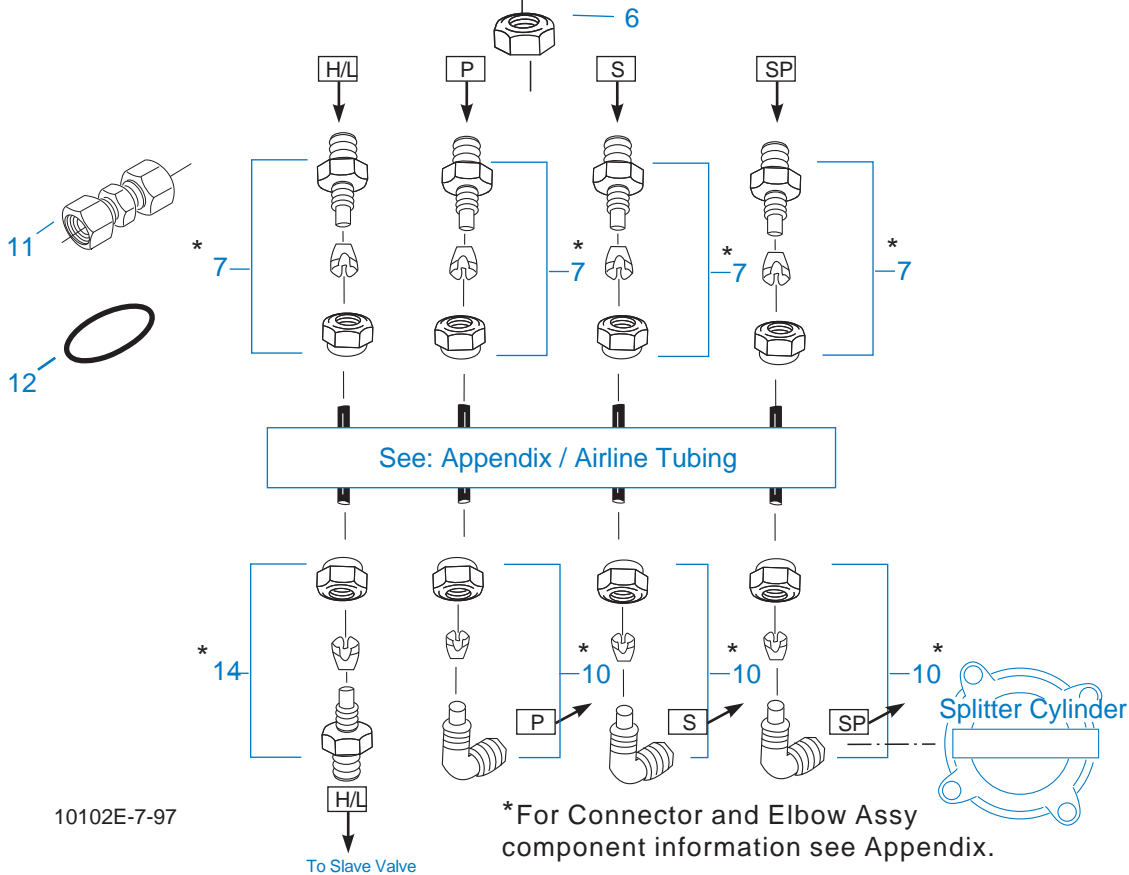 6
H/L P S SP
11
* 7 * 7 * 7 * 7
12
See: Appendix / Airline Tubing
* 14 * 10 * 10 * 10
P S SP
Splitter Cylinder
H/L
10102E-7-97
*For Connector and Elbow Assy
component information see Appendix.
To Slave Valve